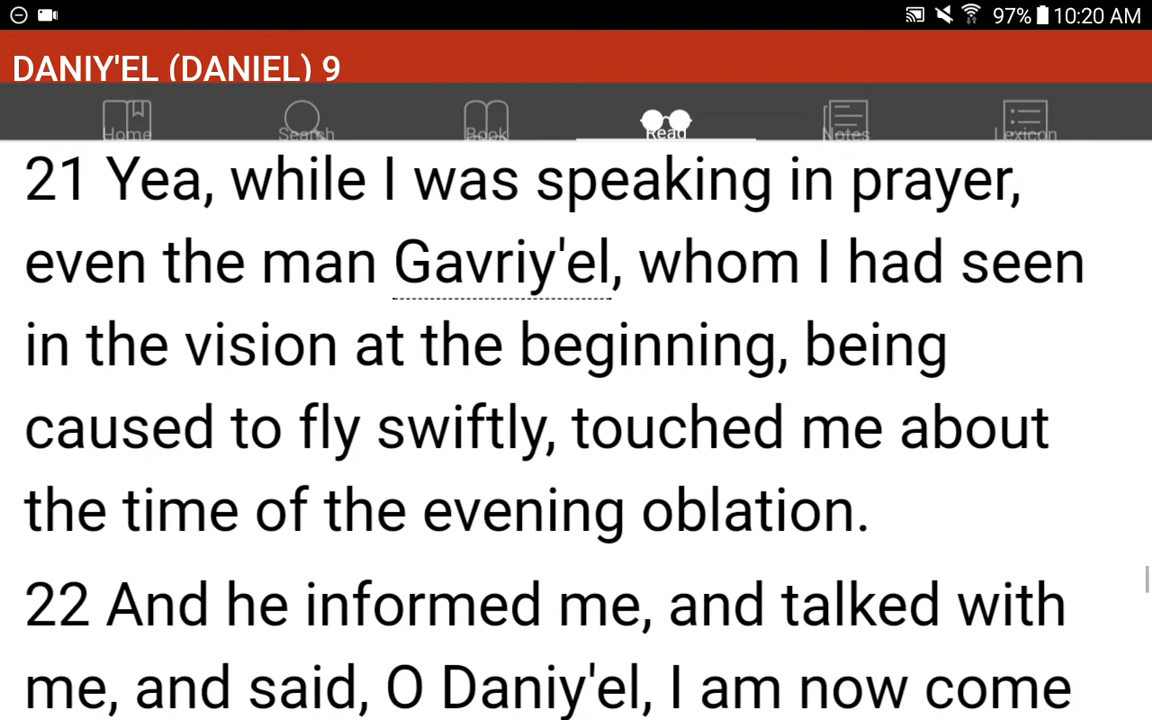 97% 10:20 AM
DANIY'EL (DANIEL) 9
Home Search Book Read Notes Lexicon
21 Yea, while I was speaking in prayer,
even the man Gavriy'el, whom I had seen
in the vision at the beginning, being
caused to fly swiftly, touched me about
the time of the evening oblation.
22 And he informed me, and talked with
me, and said, O Daniy'el, I am now come